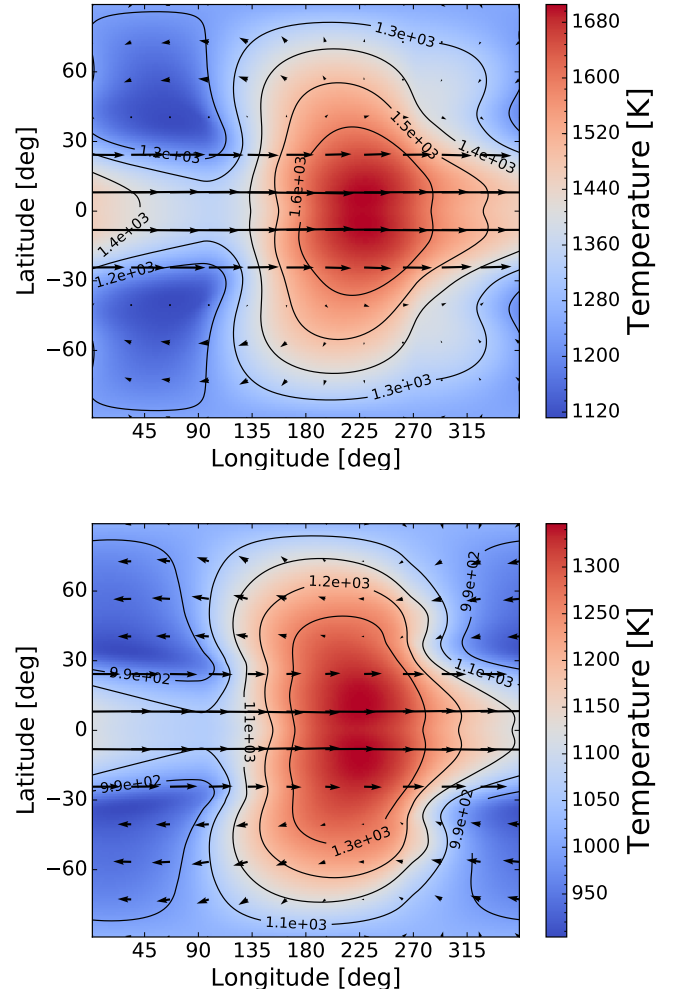 1.3e+03
1.5e+03
1.4e+03
1.3e+03
1.6e+03
1.4e+03
1.2e+03
1.3e+03
60
30
0
−30
−60
Latitude [deg]
45 90 135 180 225 270 315
Longitude [deg]
1680
1600
1520
1440
1360
1280
1200
1120
Temperature [K]
1.2e+03
9.9e+02
1.1e+03
9.9e+02
1.1e+03
9.9e+02
9.9e+02
1.3e+03
1.1e+03
60
30
0
−30
−60
Latitude [deg]
45 90 135 180 225 270 315
Longitude [deg]
1300
1250
1200
1150
1100
1050
1000
950
Temperature [K]